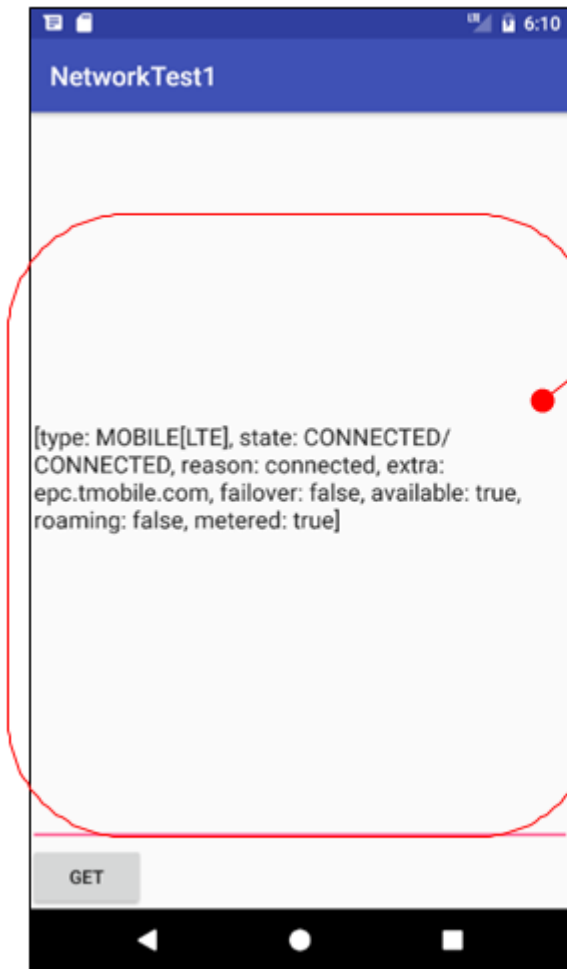 LTE 6:10
NetworkTest1
[type: MOBILE[LTE], state: CONNECTED/
CONNECTED, reason: connected, extra:
epc.tmobile.com, failover: false, available: true,
roaming: false, metered: true]
GET